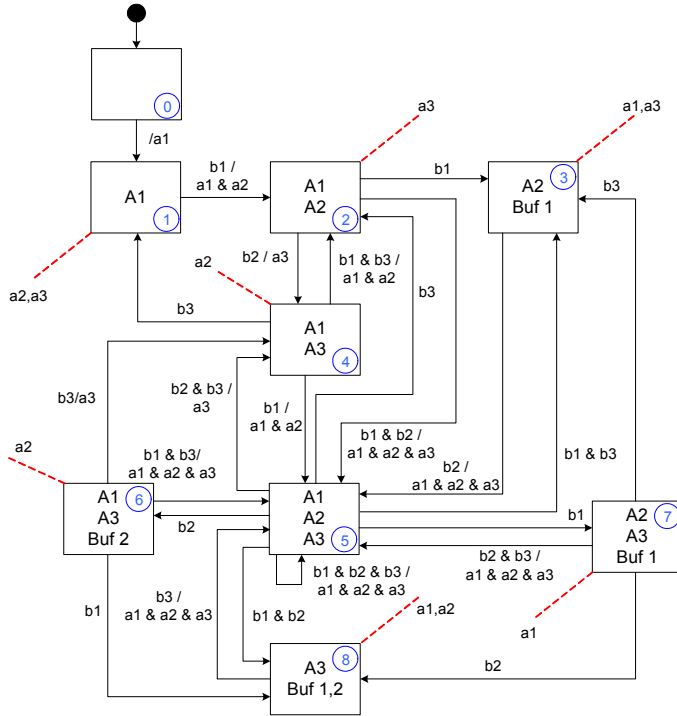 0
/a1
a3
a1,a3
A1
1
b1 /
a1 & a2
A1
A2
2
b1
A2
Buf 1
3
b3
a2,a3
b2 / a3
a2
b1 & b3 /
a1 & a2
b3
b3
A1
A3
4
b3/a3
b2 & b3 /
a3
b1 /
a1 & a2
b1 & b2 /
a1 & a2 & a3
b2 /
a1 & a2 & a3
b1 & b3
a2
A1
A3
Buf 2
6
b1 & b3/
a1 & a2 & a3
b2
A1
A2
A3
5
b1
A2
A3
Buf 1
7
b2 & b3 /
a1 & a2 & a3
b1
b3 /
a1 & a2 & a3
b1 & b2 & b3 /
a1 & a2 & a3
b1 & b2
a1,a2
a1
A3
Buf 1,2
8
b2